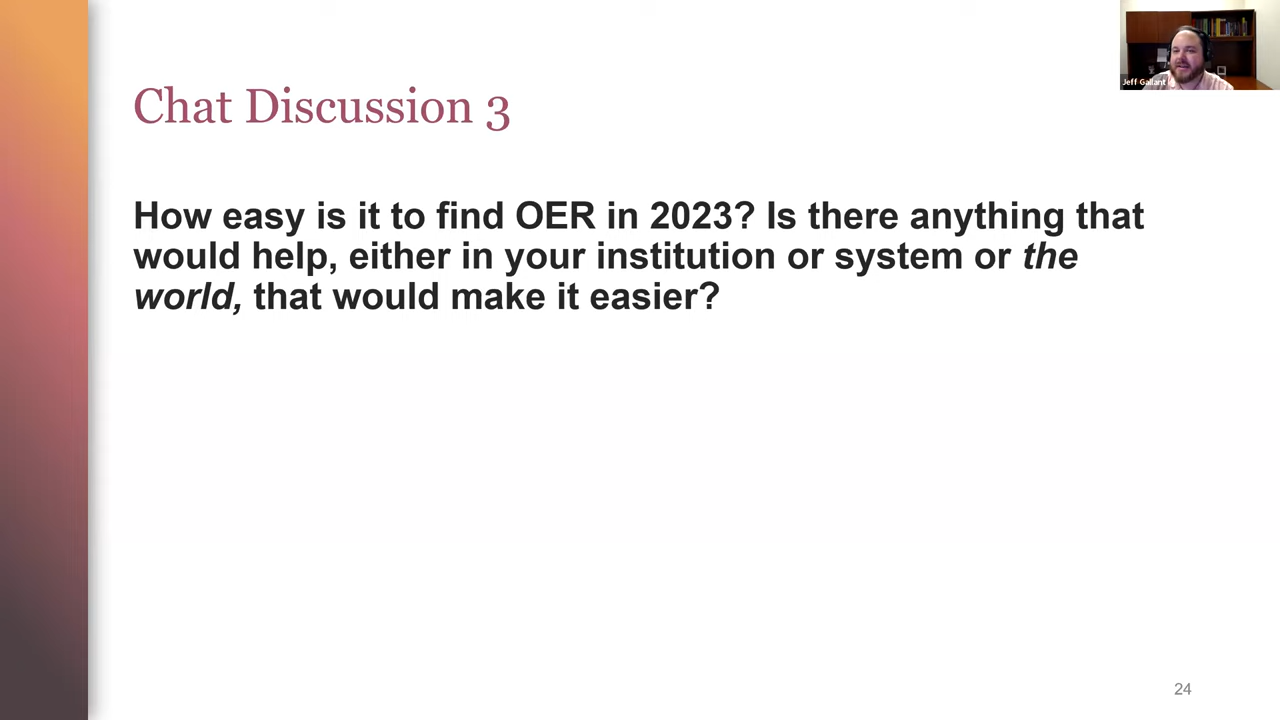 Jeff Gallant
Chat Discussion 3
How easy is it to find OER in 2023? Is there anything that
would help, either in your institution or system or the
world, that would make it easier?
24